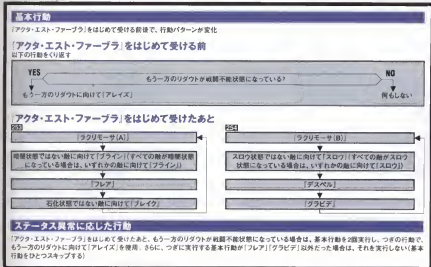 基本行動
『アクタ・エスト・ファーブラ』をはじめて受ける前後で、行動パターンが変化
『アクタ・エスト・ファーブラ』をはじめて受ける前
以下の行動をくり返す
YES
もう一方のリダウトが戦闘不能状態になっている?
NO
もう一方のリダウトに向けて『アレイズ』
何もしない
『アクタ・エスト・ファーブラ』をはじめて受けたあと
253
『ラクリモーサ(A)』
暗闇状態ではない敵に向けて『ブライン』(すべての敵が暗闇状態
になっている場合は、いずれかの敵に向けて『ブライン』)
『フレア』
石化状態ではない敵に向けて『ブレイク』
254
『ラクリモーサ(B)』
スロウ状態ではない敵に向けて『スロウ』(すべての敵がスロウ
状態になっている場合は、いずれかの敵に向けて『スロウ』)
『デスペル』
『グラビデ』
ステータス異常に応じた行動
『アクタ・エスト・ファーブラ』をはじめて受けたあと、もう一方のリダウトが戦闘不能状態になっている場合は、基本行動を2回実行し、つぎの行動で、
もう一方のリダウトに向けて『アレイズ』を使用。さらに、つぎに実行する基本行動が『フレア』『グラビデ』以外だった場合は、それを実行しない(基本
行動をひとつスキップする)